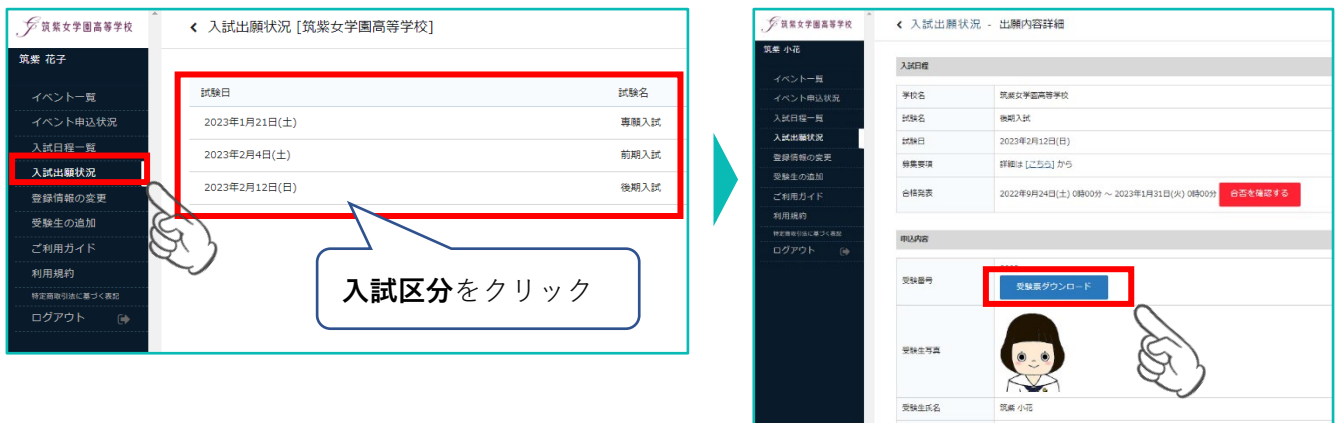 筑紫女学園高等学校
入試出願状況 [筑紫女学園高等学校]
筑紫 花子
イベント一覧
イベント申込状況
入試日程一覧
入試出願状況
登録情報の変更
受験生の追加
ご利用ガイド
利用規約
特定商取引法に基づく表記
ログアウト
試験日 試験名
2023年1月21日(土) 専願入試
2023年2月4日(土) 前期入試
2023年2月12日(日) 後期入試
入試区分をクリック
筑紫女学園高等学校
入試出願状況 - 出願内容詳細
筑紫 小花
イベント一覧
イベント申込状況
入試日程一覧
入試出願状況
登録情報の変更
受験生の追加
ご利用ガイド
利用規約
特定商取引法に基づく表記
ログアウト
入試日程
学校名 筑紫女学園高等学校
試験名 後期入試
試験日 2023年2月12日(日)
募集要項 詳細は [こちら] から
合格発表 2022年9月24日(土) 0時00分 ～ 2023年1月31日(火) 0時00分 合否を確認する
申込内容
受験番号
受験票ダウンロード
受験生写真
受験生氏名 筑紫 小花